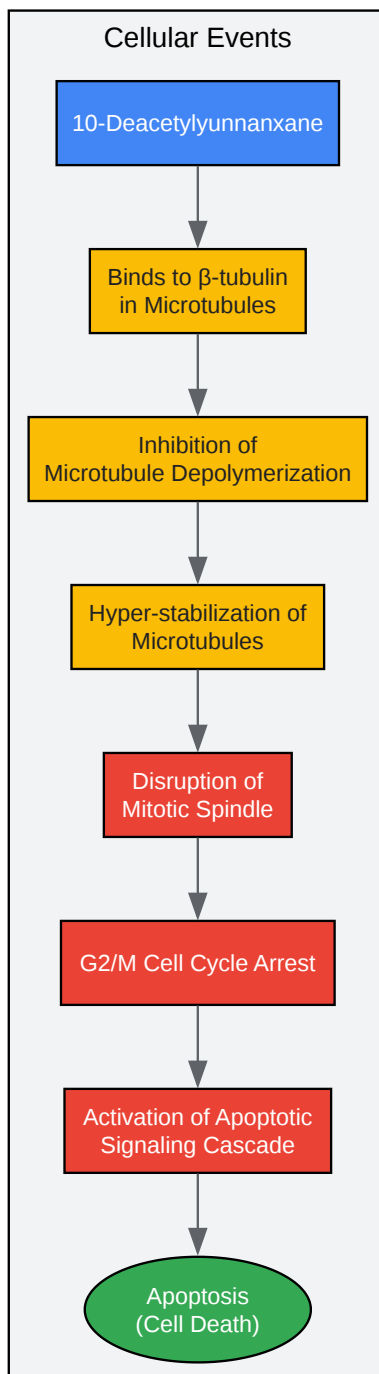 Cellular Events
10-Deacetylyunnanxane
Binds to β-tubulin
in Microtubules
Inhibition of
Microtubule Depolymerization
Hyper-stabilization of
Microtubules
Disruption of
Mitotic Spindle
G2/M Cell Cycle Arrest
Activation of Apoptotic
Signaling Cascade
Apoptosis
(Cell Death)